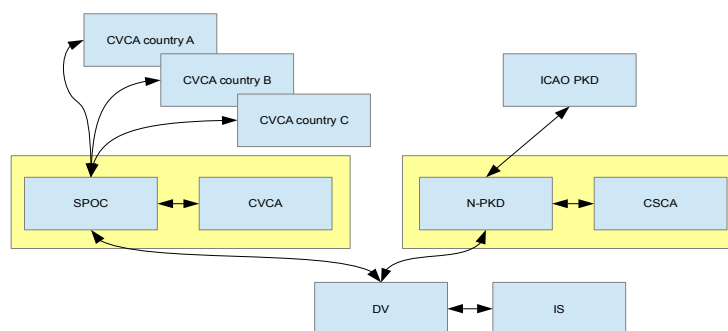 CVCA country A
CVCA country B
CVCA country C
ICAO PKD
SPOC
CVCA
N-PKD
CSCA
DV
IS